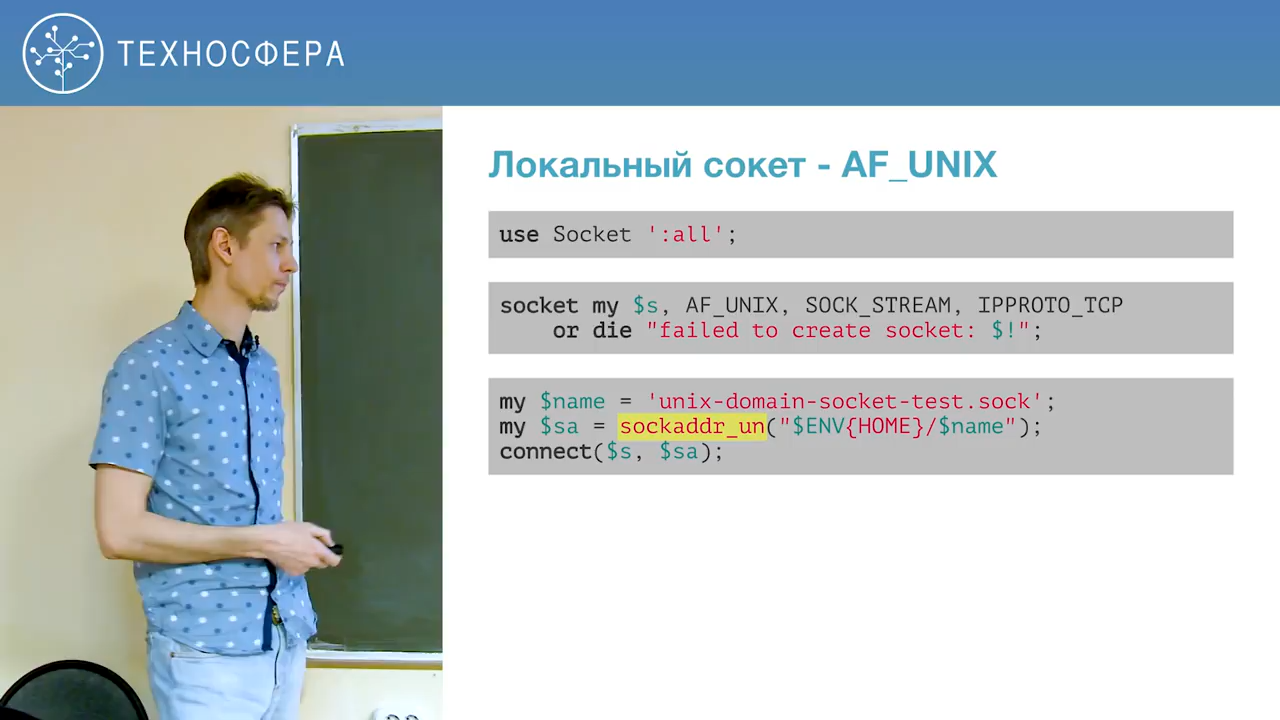 ТЕХНОСФЕРА
Локальный сокет - AF_UNIX
use Socket ':all';
socket my $s, AF_UNIX, SOCK_STREAM, IPPROTO_TCP
or die "failed to create socket: $!";
my $name = 'unix-domain-socket-test.sock';
my $sa = sockaddr_un("$ENV{HOME}/$name");
connect($s, $sa);